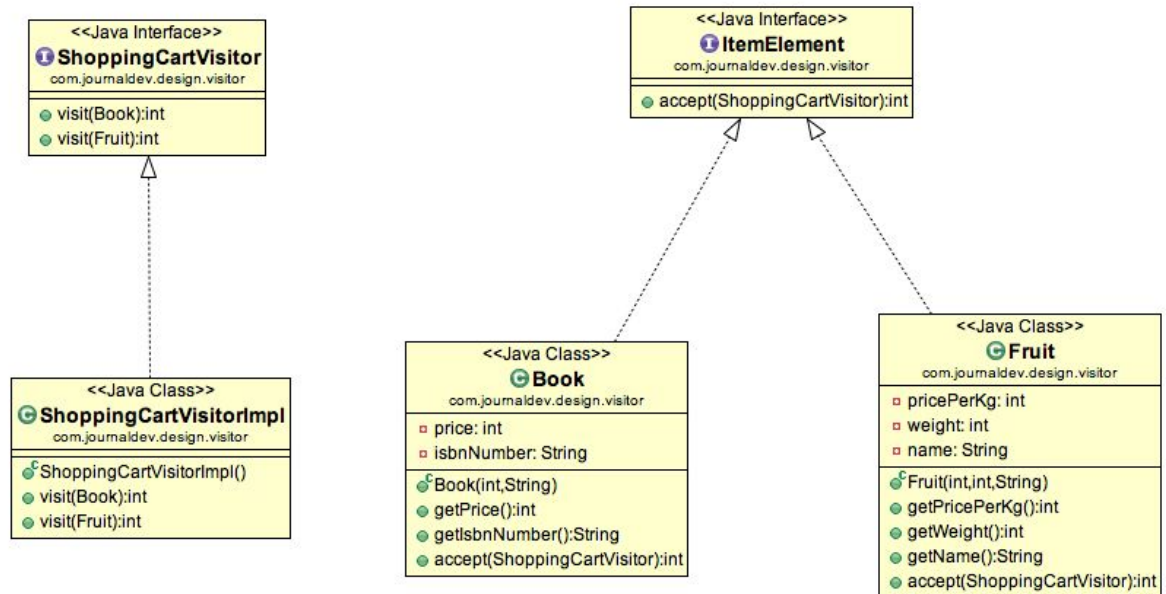 <<Java Interface>>
ShoppingCartVisitor
com.journaldev.design.visitor
visit(Book):int
visit(Fruit):int
<<Java Interface>>
ItemElement
com.journaldev.design.visitor
accept(ShoppingCartVisitor):int
<<Java Class>>
ShoppingCartVisitorImpl
com.journaldev.design.visitor
ShoppingCartVisitorImpl()
visit(Book):int
visit(Fruit):int
<<Java Class>>
Book
com.journaldev.design.visitor
price: int
isbnNumber: String
Book(int,String)
getPrice():int
getIsbnNumber():String
accept(ShoppingCartVisitor):int
<<Java Class>>
Fruit
com.journaldev.design.visitor
pricePerKg: int
weight: int
name: String
Fruit(int,int,String)
getPricePerKg():int
getWeight():int
getName():String
accept(ShoppingCartVisitor):int